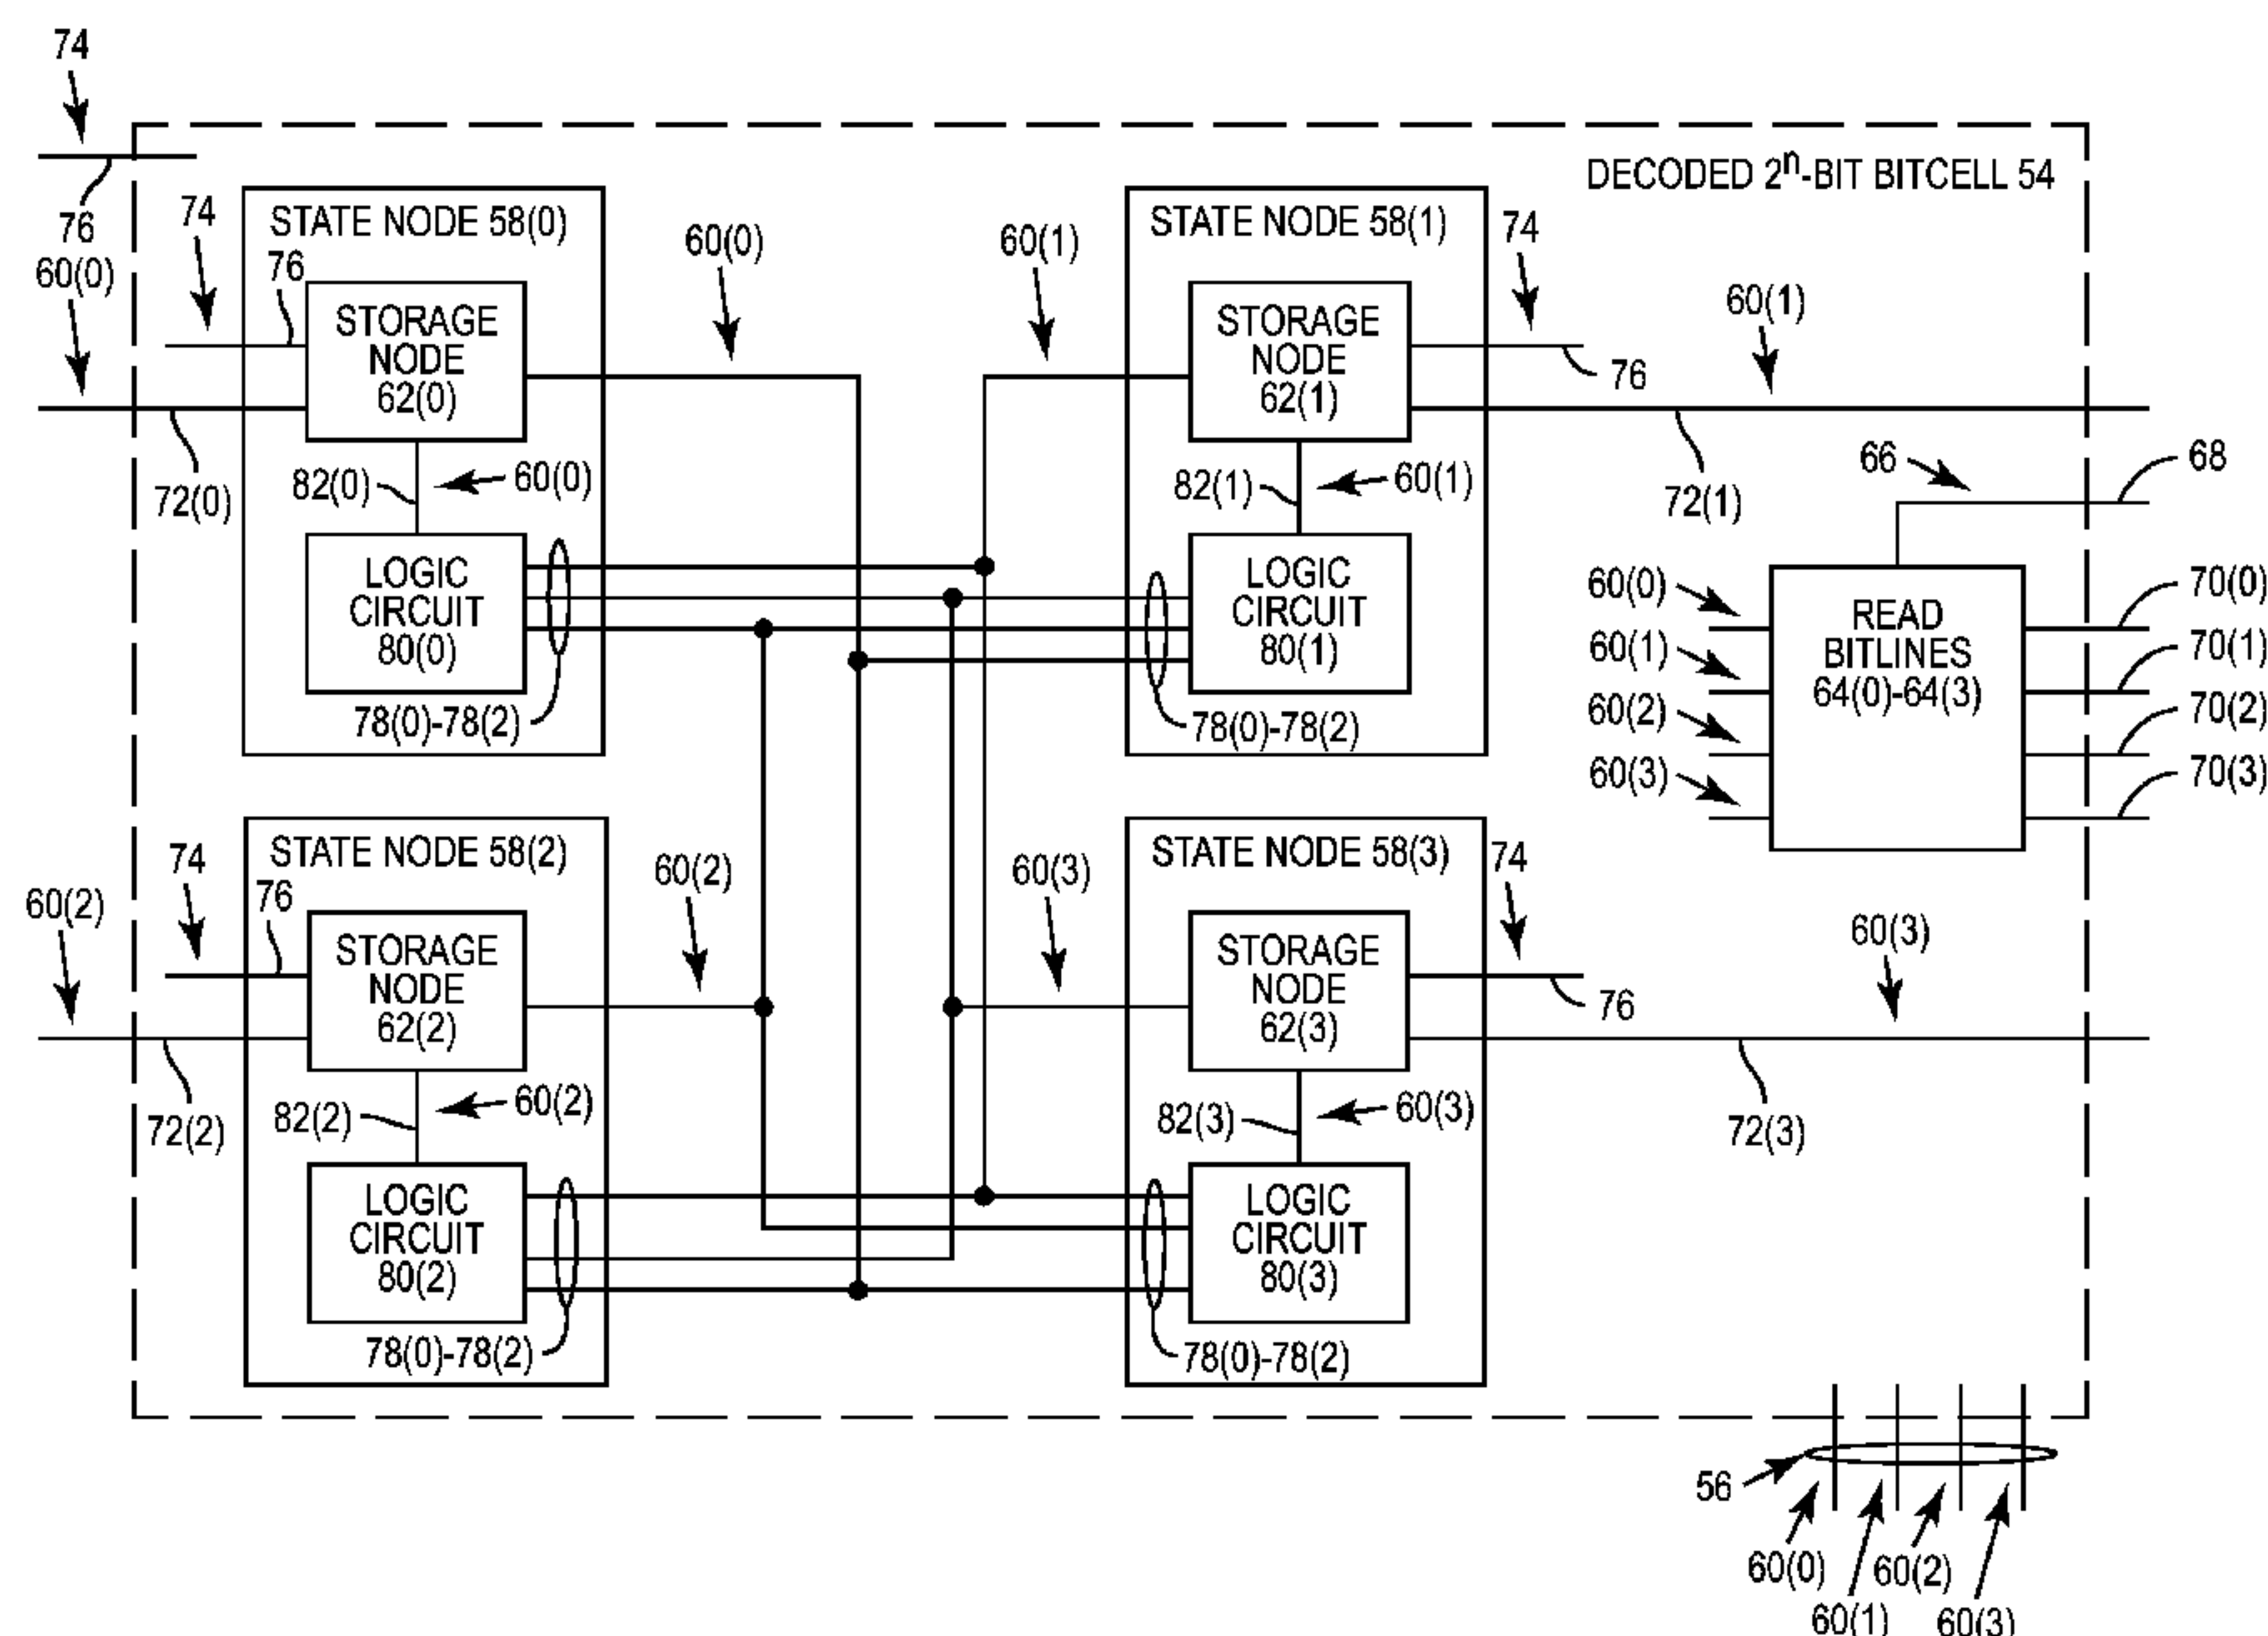 74
DECODED 2ⁿ-BIT BITCELL 54
76
74
60(0)
STATE NODE 58(0)
76
STORAGE
NODE
62(0)
72(0)
82(0)
60(0)
LOGIC
CIRCUIT
80(0)
78(0)-78(2)
60(0)
60(1)
STATE NODE 58(1)
STORAGE
NODE
62(1)
74
76
60(1)
72(1)
82(1)
60(1)
LOGIC
CIRCUIT
80(1)
78(0)-78(2)
66
68
60(0)
60(1)
60(2)
60(3)
READ
BITLINES
64(0)-64(3)
70(0)
70(1)
70(2)
70(3)
60(2)
74
STATE NODE 58(2)
76
STORAGE
NODE
62(2)
72(2)
82(2)
60(2)
LOGIC
CIRCUIT
80(2)
78(0)-78(2)
60(2)
60(3)
STATE NODE 58(3)
STORAGE
NODE
62(3)
74
76
60(3)
72(3)
82(3)
60(3)
LOGIC
CIRCUIT
80(3)
78(0)-78(2)
56
60(0)
60(1)
60(2)
60(3)